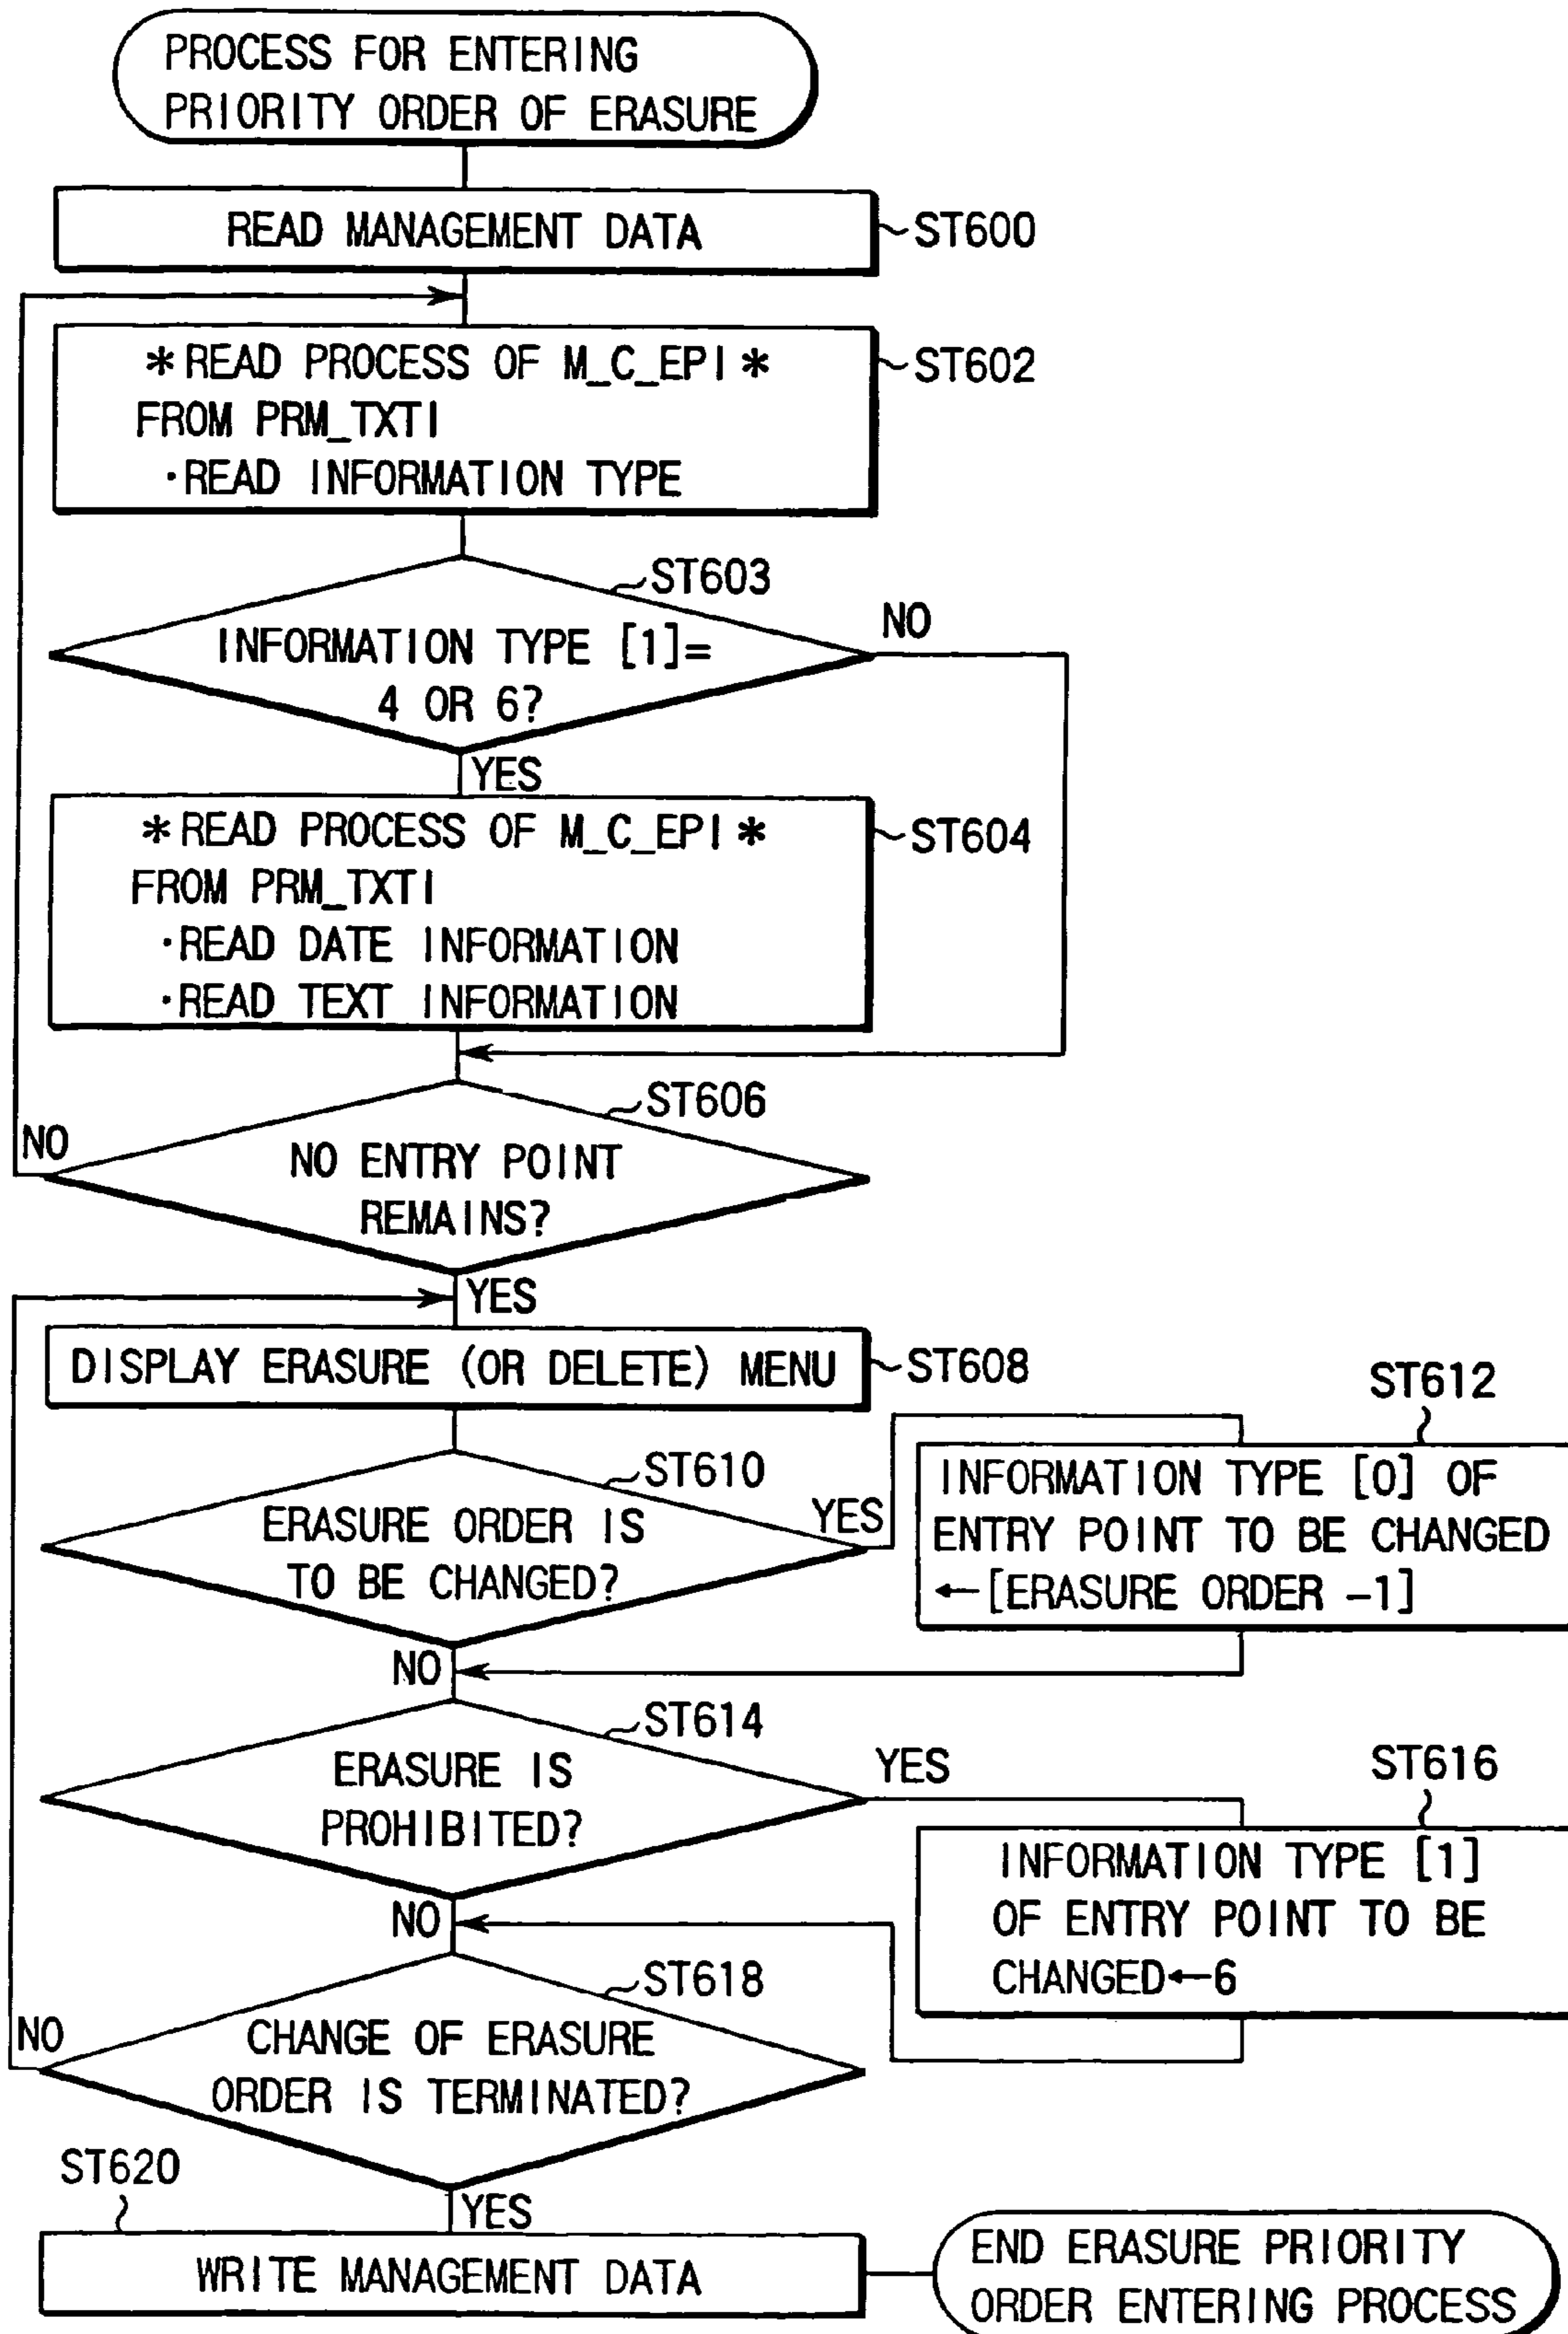 PROCESS FOR ENTERING
PRIORITY ORDER OF ERASURE
READ MANAGEMENT DATA
ST600
*READ PROCESS OF M_C_EPI*
FROM PRM_TXTI
·READ INFORMATION TYPE
ST602
ST603
INFORMATION TYPE [1]=
4 OR 6?
NO
YES
*READ PROCESS OF M_C_EPI*
FROM PRM_TXTI
·READ DATE INFORMATION
·READ TEXT INFORMATION
ST604
ST606
NO
NO ENTRY POINT
REMAINS?
YES
DISPLAY ERASURE (OR DELETE) MENU
ST608
ST610
ERASURE ORDER IS
TO BE CHANGED?
YES
ST612
INFORMATION TYPE [0] OF
ENTRY POINT TO BE CHANGED
←[ERASURE ORDER -1]
NO
ST614
ERASURE IS
PROHIBITED?
YES
ST616
INFORMATION TYPE [1]
OF ENTRY POINT TO BE
CHANGED←6
NO
ST618
NO
CHANGE OF ERASURE
ORDER IS TERMINATED?
YES
ST620
WRITE MANAGEMENT DATA
END ERASURE PRIORITY
ORDER ENTERING PROCESS